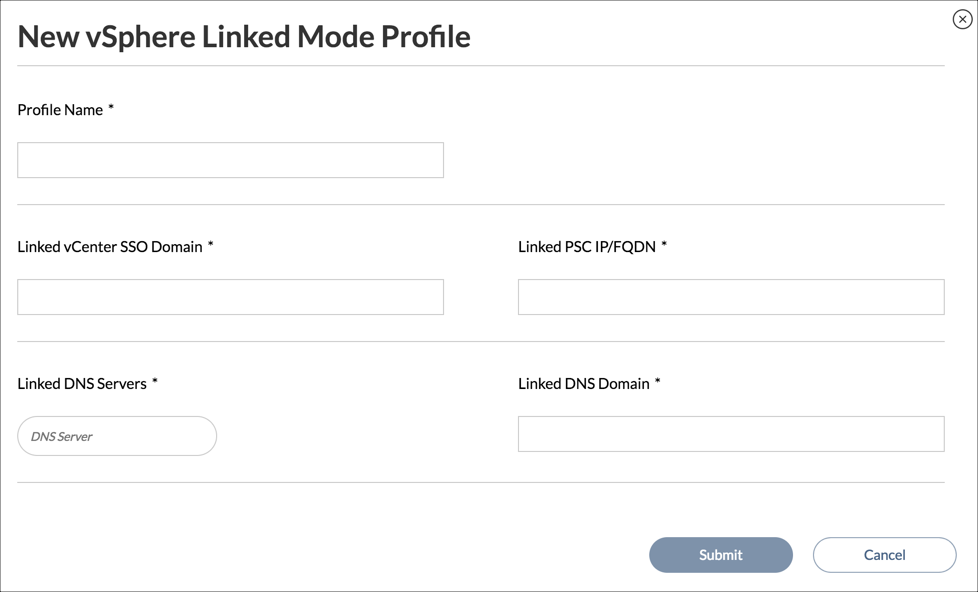 New vSphere Linked Mode Profile
Profile Name *
Linked vCenter SSO Domain *
Linked PSC IP/FQDN *
Linked DNS Servers *
Linked DNS Domain *
DNS Server
Submit
Cancel